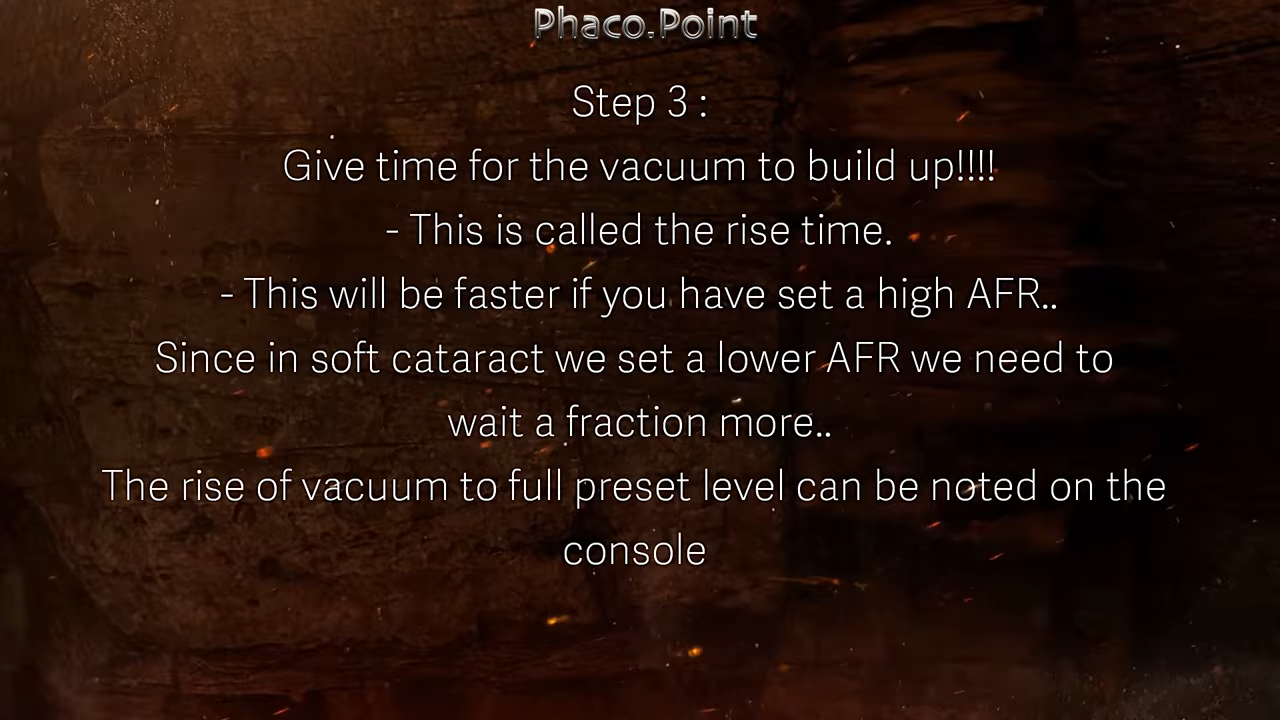 Phaco.Point
Step 3 :
Give time for the vacuum to build up!!!!
- This is called the rise time.
- This will be faster if you have set a high AFR..
Since in soft cataract we set a lower AFR we need to
wait a fraction more..
The rise of vacuum to full preset level can be noted on the
console